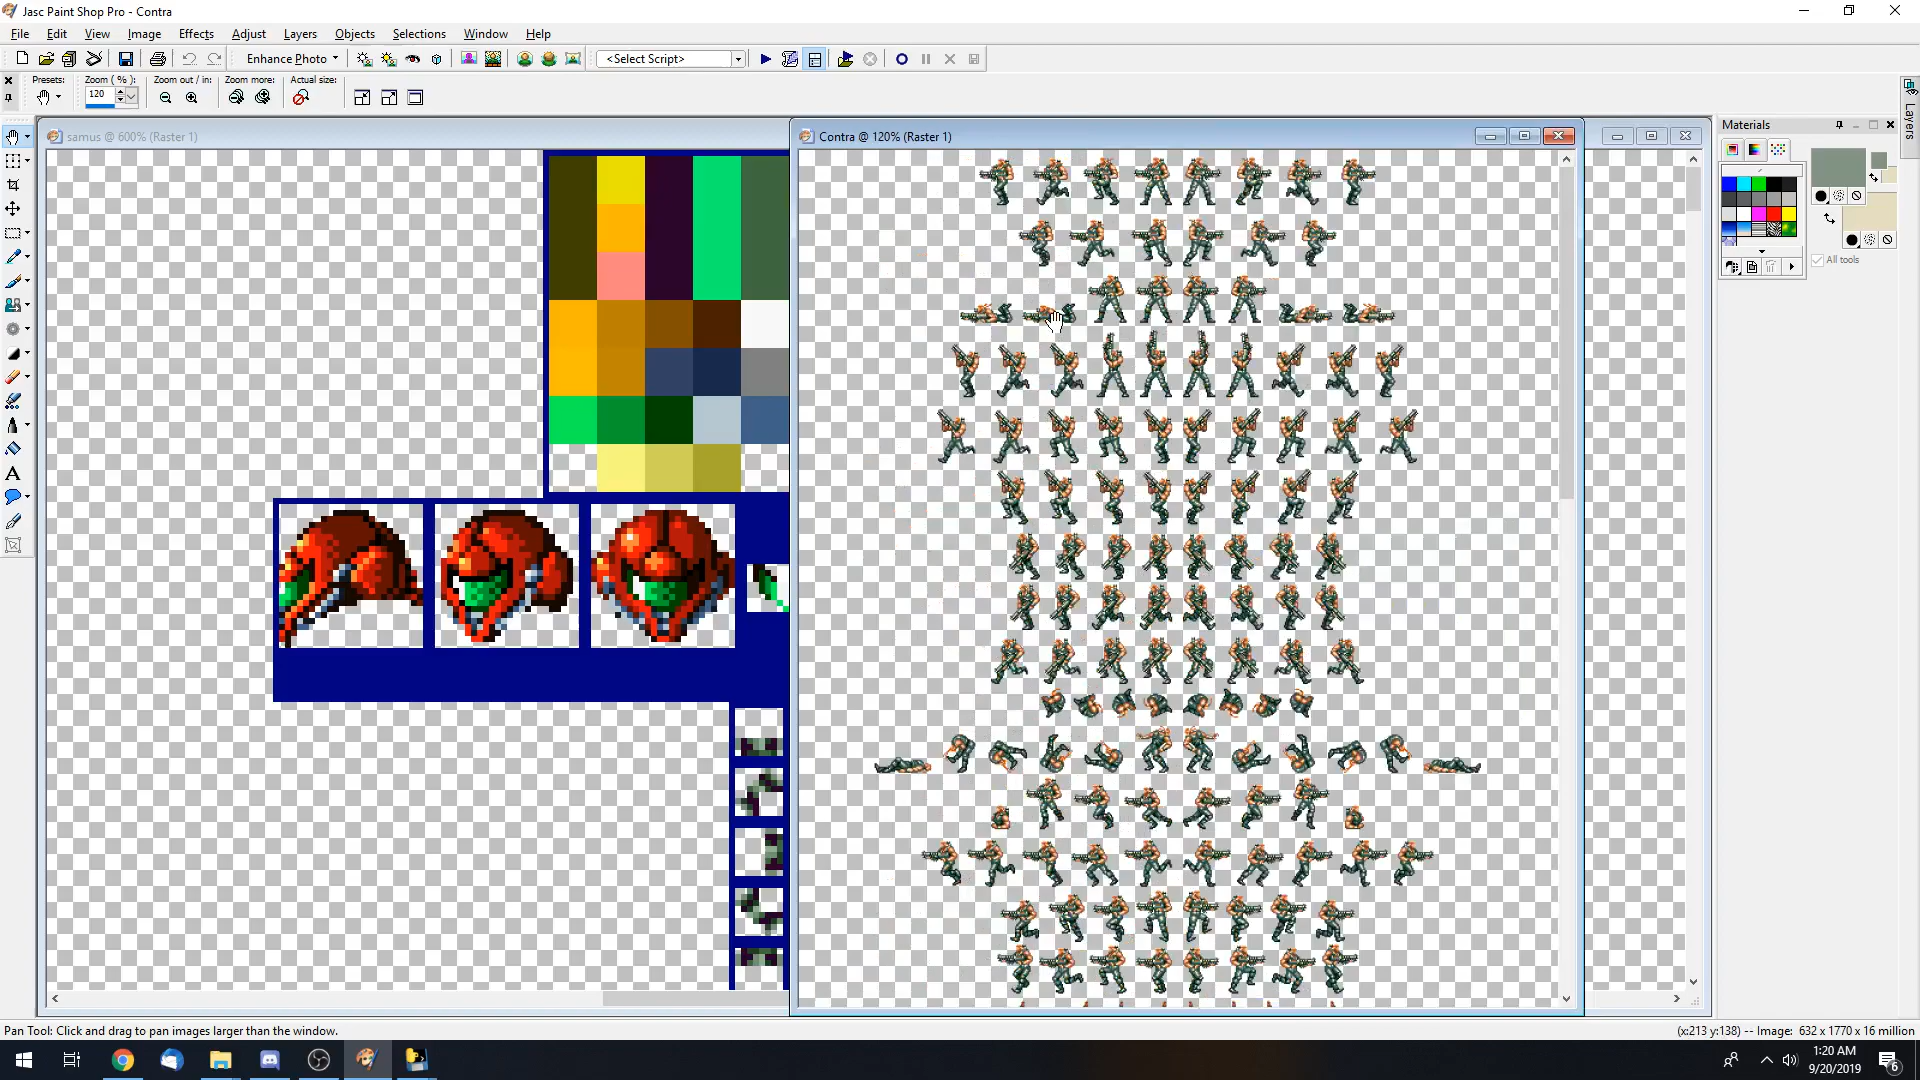 Jasc Paint Shop Pro - Contra
File Edit View Image Effects Adjust Layers Objects Selections Window Help
Enhance Photo <Select Script>
Presets: Zoom ( % ): Zoom out / in: Zoom more: Actual size:
120
samus @ 600% (Raster 1)
Contra @ 120% (Raster 1)
Materials
Layers
All tools
A
Pan Tool: Click and drag to pan images larger than the window.
(x:213 y:138) -- Image: 632 x 1770 x 16 million
1:20 AM
9/20/2019
6